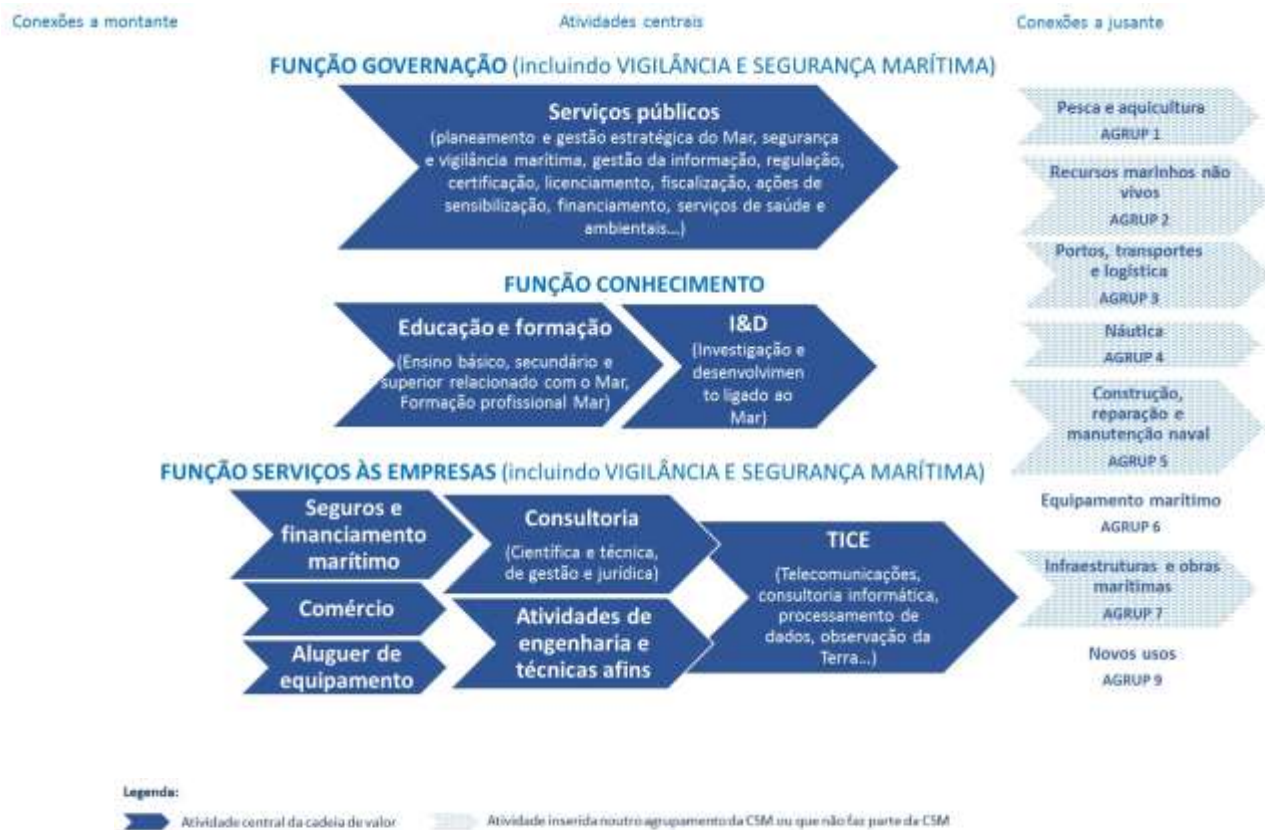 Conexões a montante
Atividades centrais
Conexões a jusante
FUNÇÃO GOVERNAÇÃO (incluindo VIGILÂNCIA E SEGURANÇA MARÍTIMA)
Serviços públicos
(planeamento e gestão estratégica do Mar, segurança
e vigilância marítima, gestão da informação, regulação,
certificação, licenciamento, fiscalização, ações de
sensibilização, financiamento, serviços de saúde e
ambientais...)
FUNÇÃO CONHECIMENTO
Educação e formação
(Ensino básico, secundário e
superior relacionado com o Mar,
Formação profissional Mar)
I&D
(Investigação e
desenvolvimen
to ligado ao
Mar)
FUNÇÃO SERVIÇOS ÀS EMPRESAS (incluindo VIGILÂNCIA E SEGURANÇA MARÍTIMA)
Seguros e
financiamento
marítimo
Comércio
Aluguer de
equipamento
Consultoria
(Científica e técnica,
de gestão e jurídica)
Atividades de
engenharia e
técnicas afins
TICE
(Telecomunicações,
consultoria informática,
processamento de
dados, observação da
Terra...)
Pesca e aquicultura
AGRUP 1
Recursos marinhos não
vivos
AGRUP 2
Portos, transportes
e logística
AGRUP 3
Náutica
AGRUP 4
Construção,
reparação e
manutenção naval
AGRUP 5
Equipamento marítimo
AGRUP 6
Infraestruturas e obras
marítimas
AGRUP 7
Novos usos
AGRUP 9
Legenda:
Atividade central da cadeia de valor
Atividade inserida noutro agrupamento da CSM ou que não faz parte da CSM